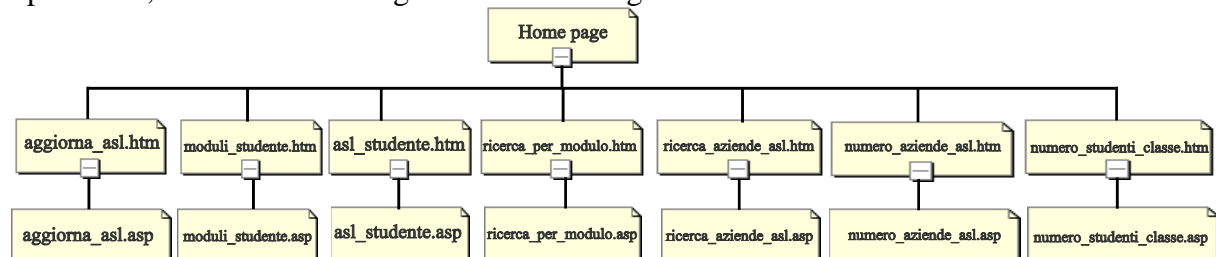 Home page
aggiorna_asl.htm moduli_studente.htm asl_studente.htm ricerca_per_modulo.htm ricerca_aziende_asl.htm numero_aziende_asl.htm numero_studenti_classe.htm
aggiorna_asl.asp moduli_studente.asp asl_studente.asp ricerca_per_modulo.asp ricerca_aziende_asl.asp numero_aziende_asl.asp numero_studenti_classe.asp